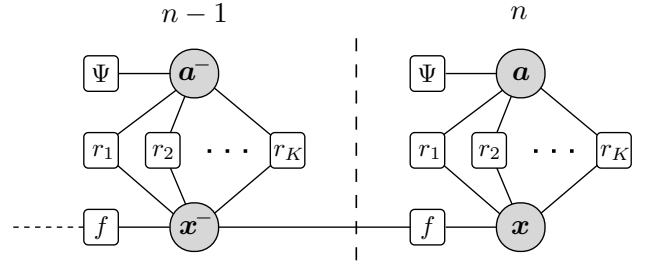 n − 1 n
Ψ a⁻ Ψ a
r₁ r₂ ··· r_K r₁ r₂ ··· r_K
f x⁻ f x